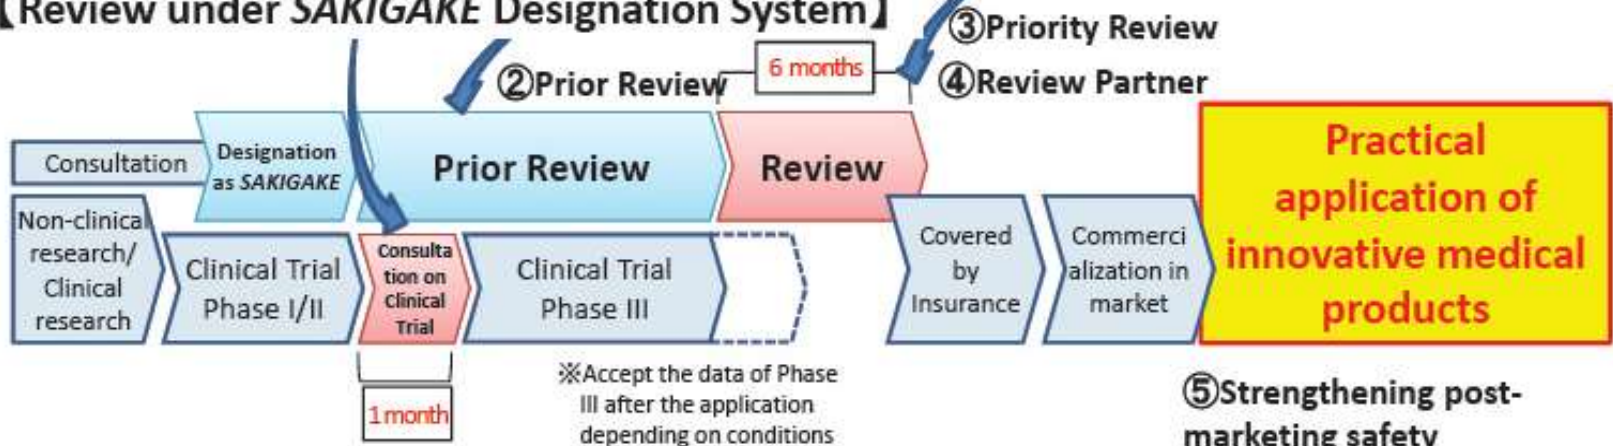 【Review under SAKIGAKE Designation System】
③Priority Review
②Prior Review
6 months
④Review Partner
Consultation
Designation
as SAKIGAKE
Prior Review
Review
Practical
application of
innovative medical
products
Non-clinical
research/
Clinical
research
Clinical Trial
Phase I/II
Consulta
tion on
Clinical
Trial
Clinical Trial
Phase III
Covered
by
Insurance
Commerci
alization in
market
1 month
※Accept the data of Phase
III after the application
depending on conditions
⑤Strengthening post-
marketing safety